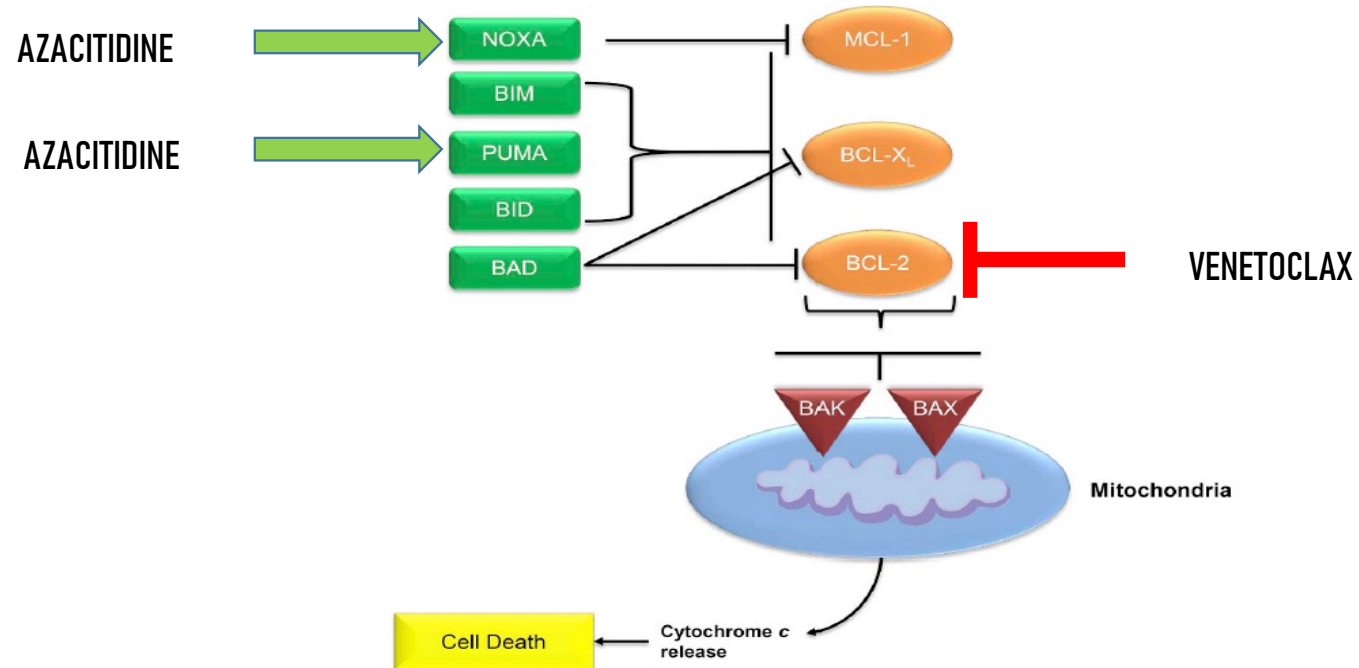 AZACITIDINE
NOXA
MCL-1
BIM
AZACITIDINE
PUMA
BCL-XL
BID
BAD
BCL-2
VENETOCLAX
BAK
BAX
Mitochondria
Cell Death
Cytochrome c
release